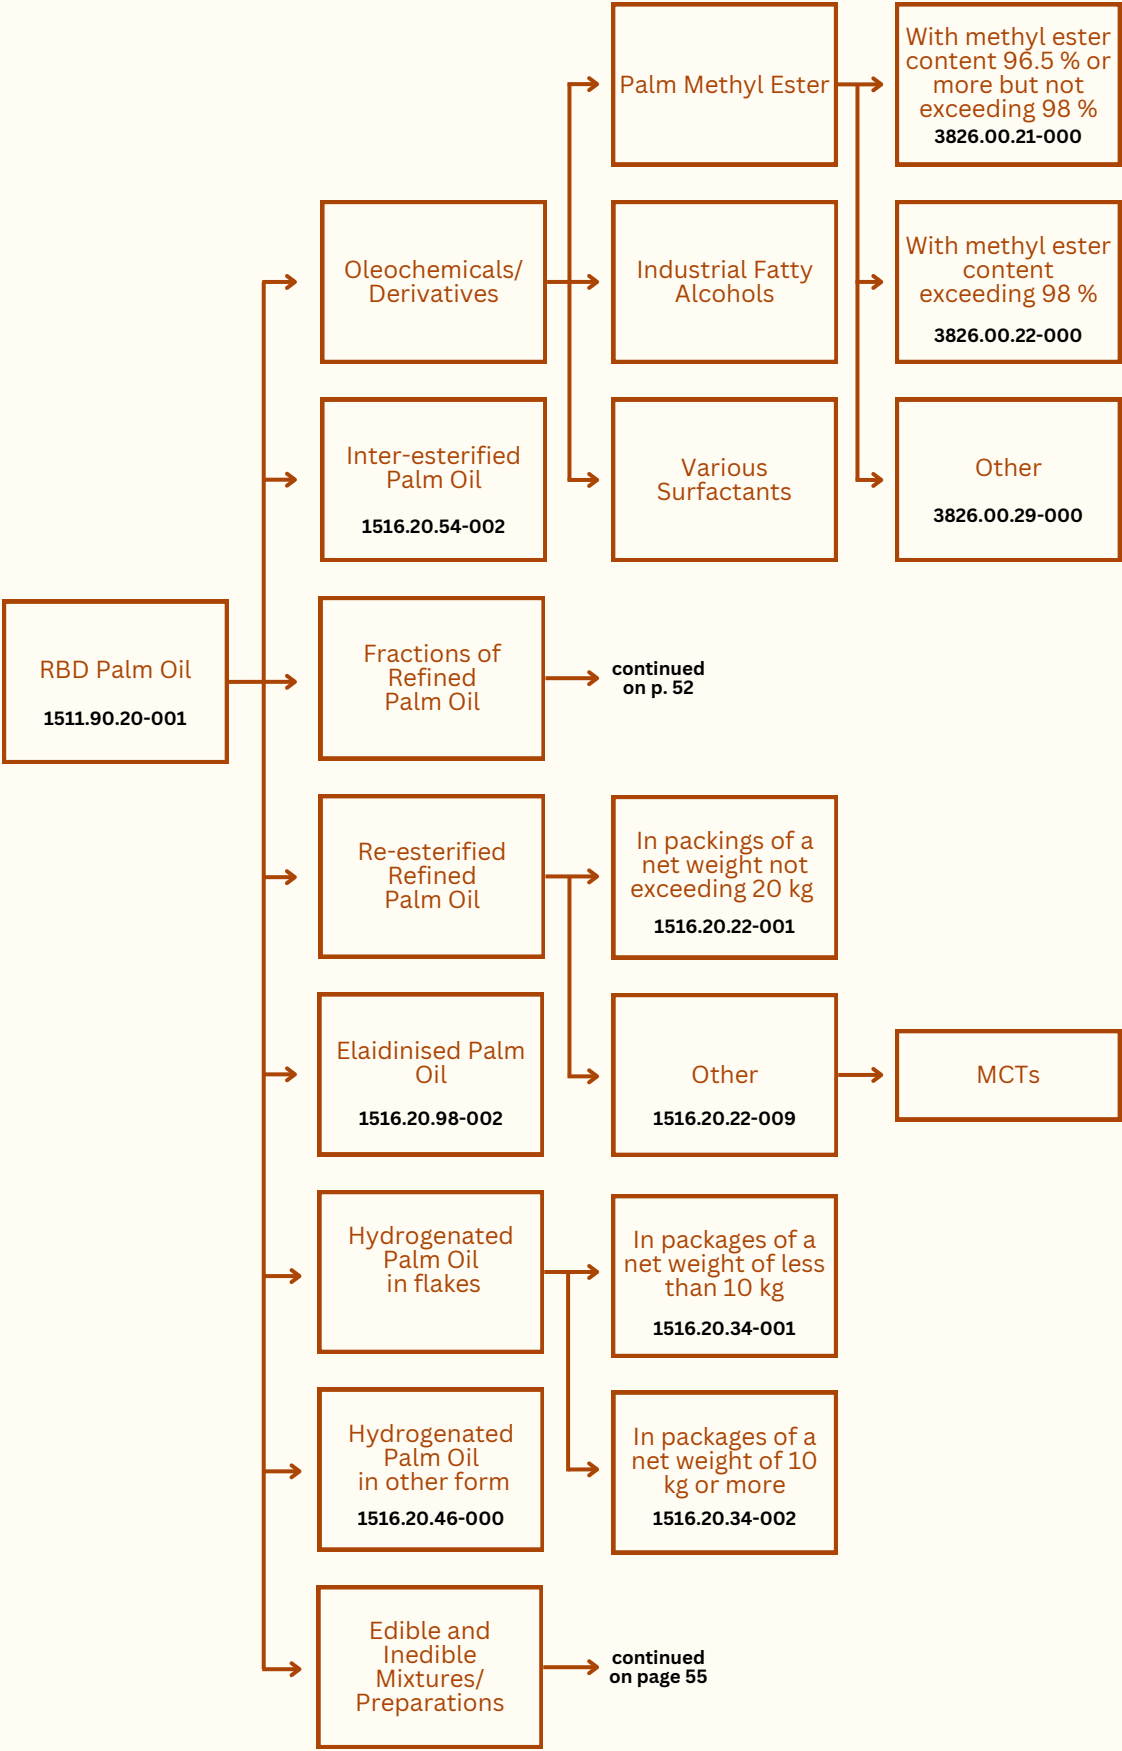 RBD Palm Oil
1511.90.20-001
Oleochemicals/
Derivatives
Palm Methyl Ester
With methyl ester
content 96.5 % or
more but not
exceeding 98 %
3826.00.21-000
With methyl ester
content
exceeding 98 %
3826.00.22-000
Other
3826.00.29-000
Industrial Fatty
Alcohols
Various
Surfactants
Inter-esterified
Palm Oil
1516.20.54-002
Fractions of
Refined
Palm Oil
continued
on p. 52
Re-esterified
Refined
Palm Oil
In packings of a
net weight not
exceeding 20 kg
1516.20.22-001
Other
1516.20.22-009
MCTs
Elaidinised Palm
Oil
1516.20.98-002
Hydrogenated
Palm Oil
in flakes
In packages of a
net weight of less
than 10 kg
1516.20.34-001
In packages of a
net weight of 10
kg or more
1516.20.34-002
Hydrogenated
Palm Oil
in other form
1516.20.46-000
Edible and
Inedible
Mixtures/
Preparations
continued
on page 55